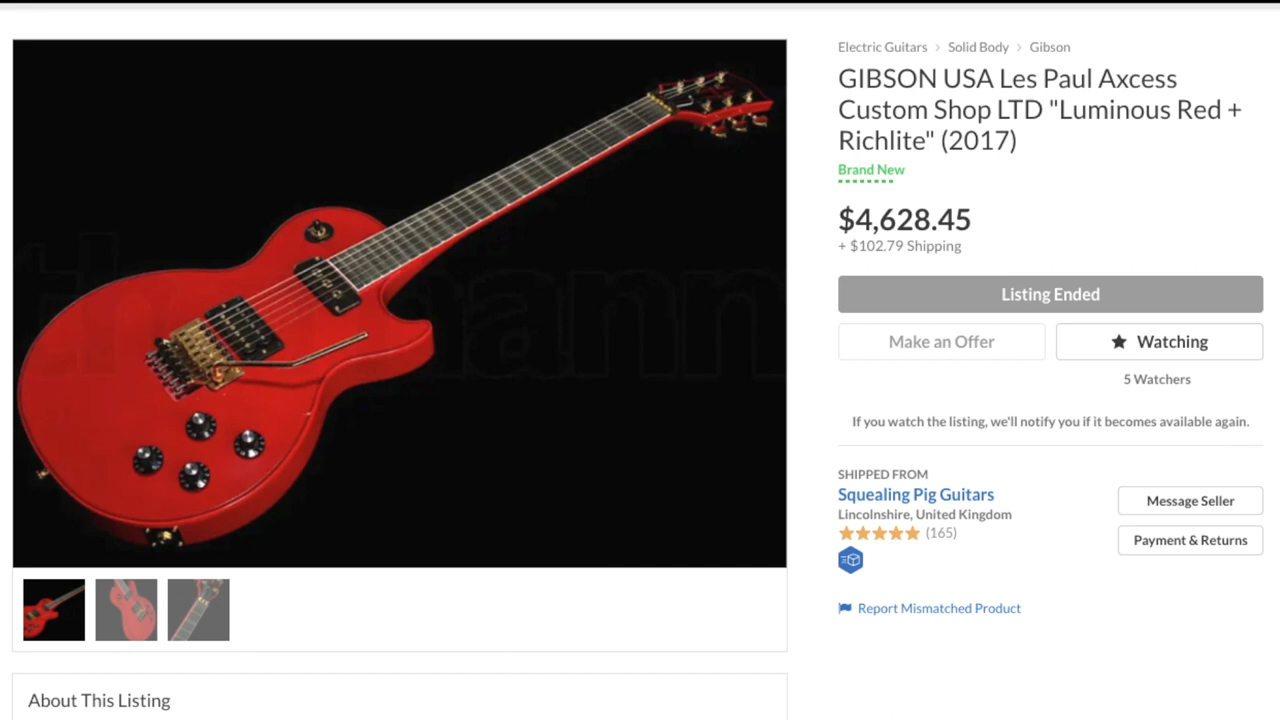 Electric Guitars > Solid Body > Gibson
GIBSON USA Les Paul Axcess
Custom Shop LTD "Luminous Red +
Richlite" (2017)
Brand New
$4,628.45
+ $102.79 Shipping
Listing Ended
Make an Offer
★ Watching
5 Watchers
If you watch the listing, we'll notify you if it becomes available again.
SHIPPED FROM
Squealing Pig Guitars
Lincolnshire, United Kingdom
(165)
Message Seller
Payment & Returns
Report Mismatched Product
About This Listing